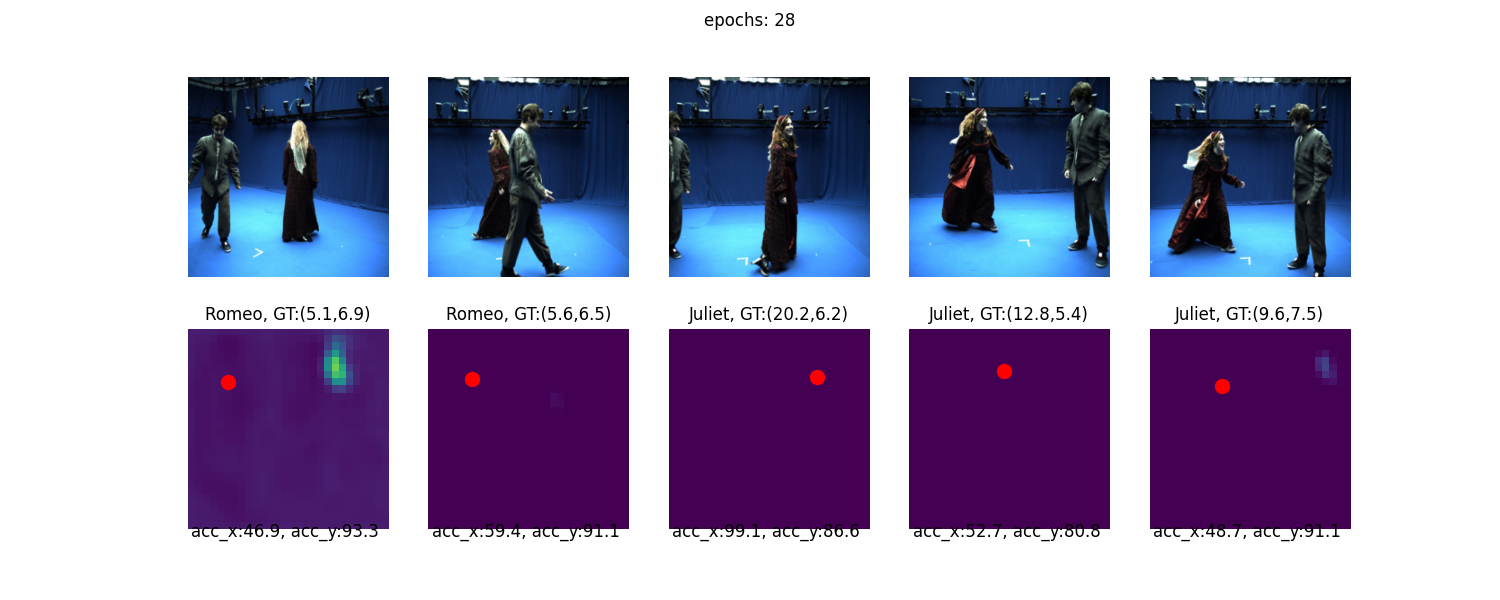 epochs: 28
Romeo, GT:(5.1,6.9)
Romeo, GT:(5.6,6.5)
Juliet, GT:(20.2,6.2)
Juliet, GT:(12.8,5.4)
Juliet, GT:(9.6,7.5)
acc_x:46.9, acc_y:93.3
acc_x:59.4, acc_y:91.1
acc_x:99.1, acc_y:86.6
acc_x:52.7, acc_y:80.8
acc_x:48.7, acc_y:91.1